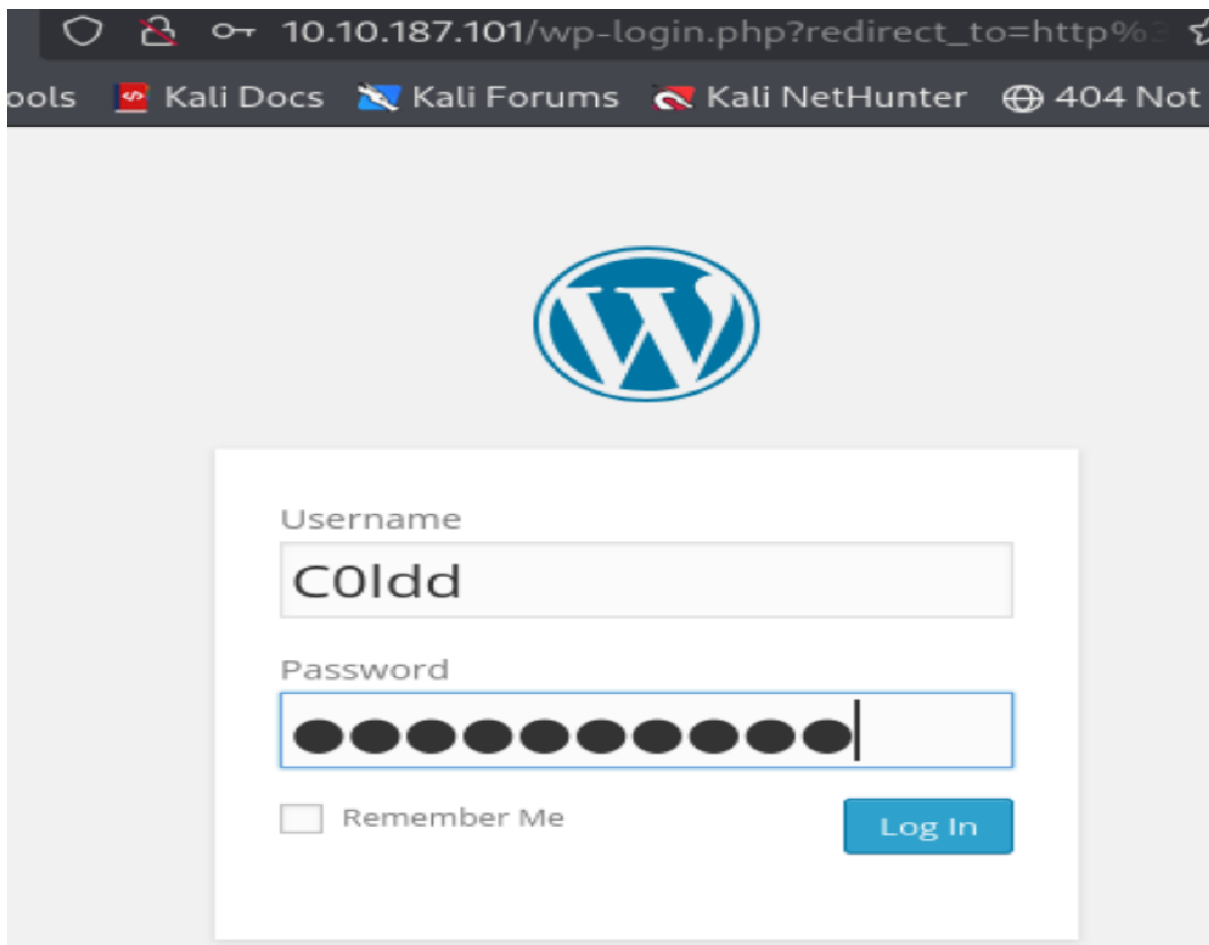 10.10.187.101/wp-login.php?redirect_to=http%3
ools Kali Docs Kali Forums Kali NetHunter 404 Not
W
Username
C0ldd
Password
Remember Me
Log In